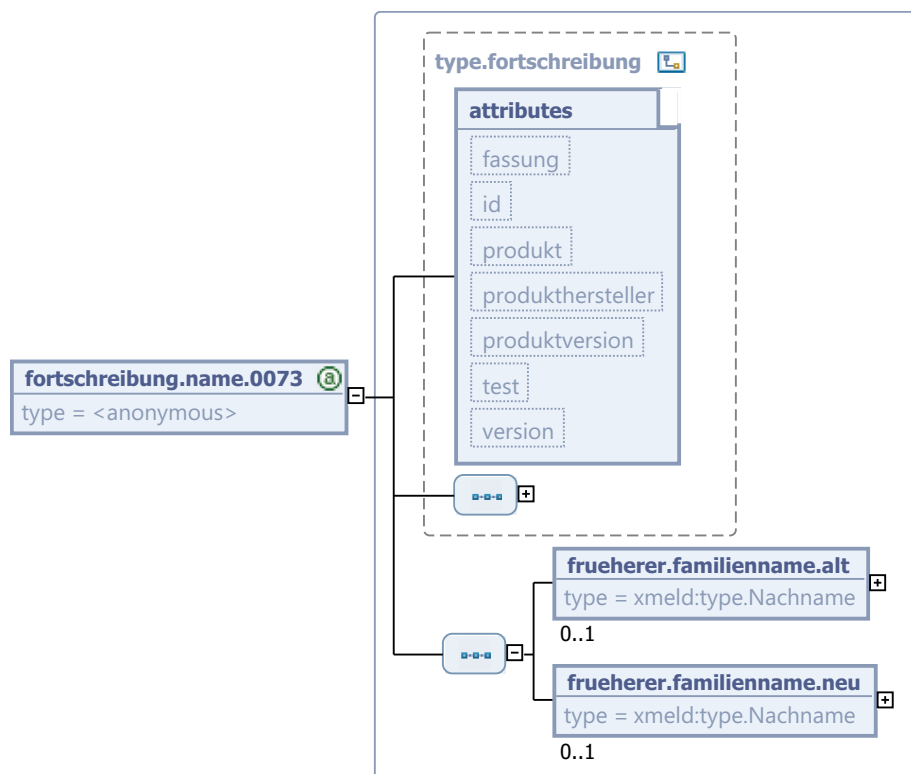 type.fortschreibung
attributes
fassung
id
produkt
produkthersteller
produktversion
test
version
fortschreibung.name.0073 @
type = <anonymous>
frueherer.familienname.alt
type = xmeld:type.Nachname
0..1
frueherer.familienname.neu
type = xmeld:type.Nachname
0..1